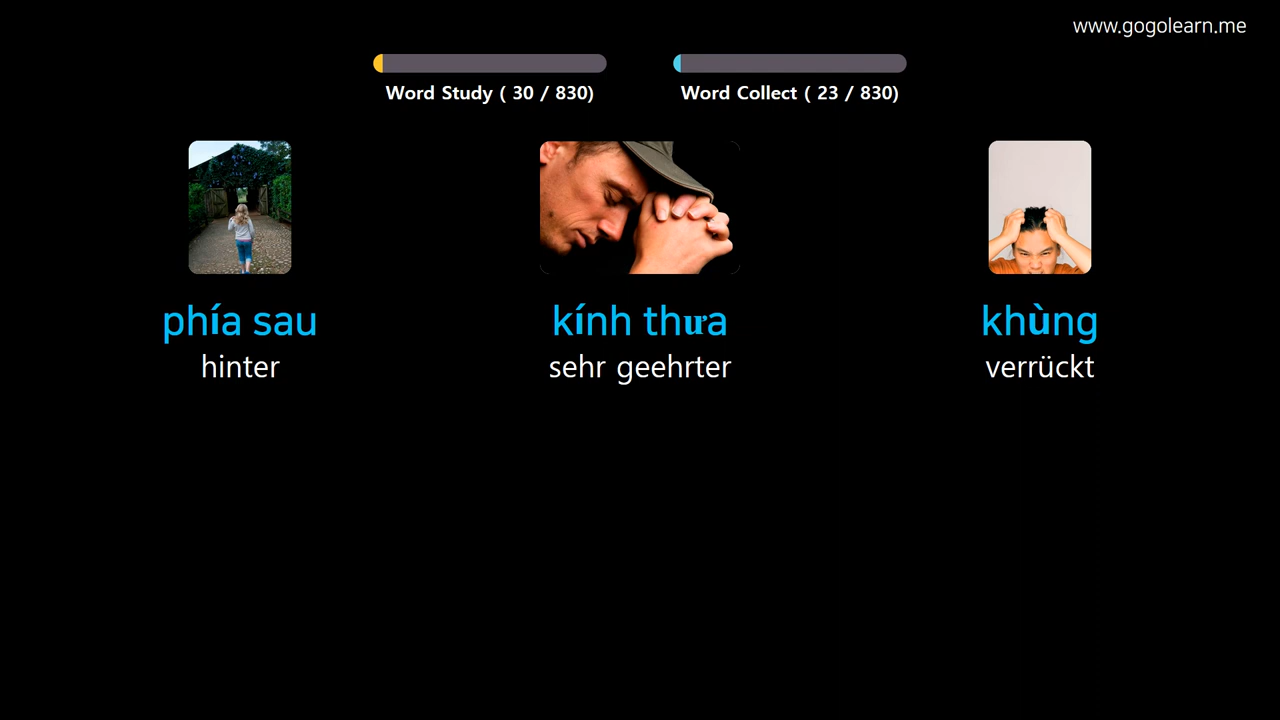 www.gogolearn.me
Word Study ( 30 / 830)
Word Collect ( 23 / 830)
phía sau
hinter
kính thưa
sehr geehrter
khùng
verrückt